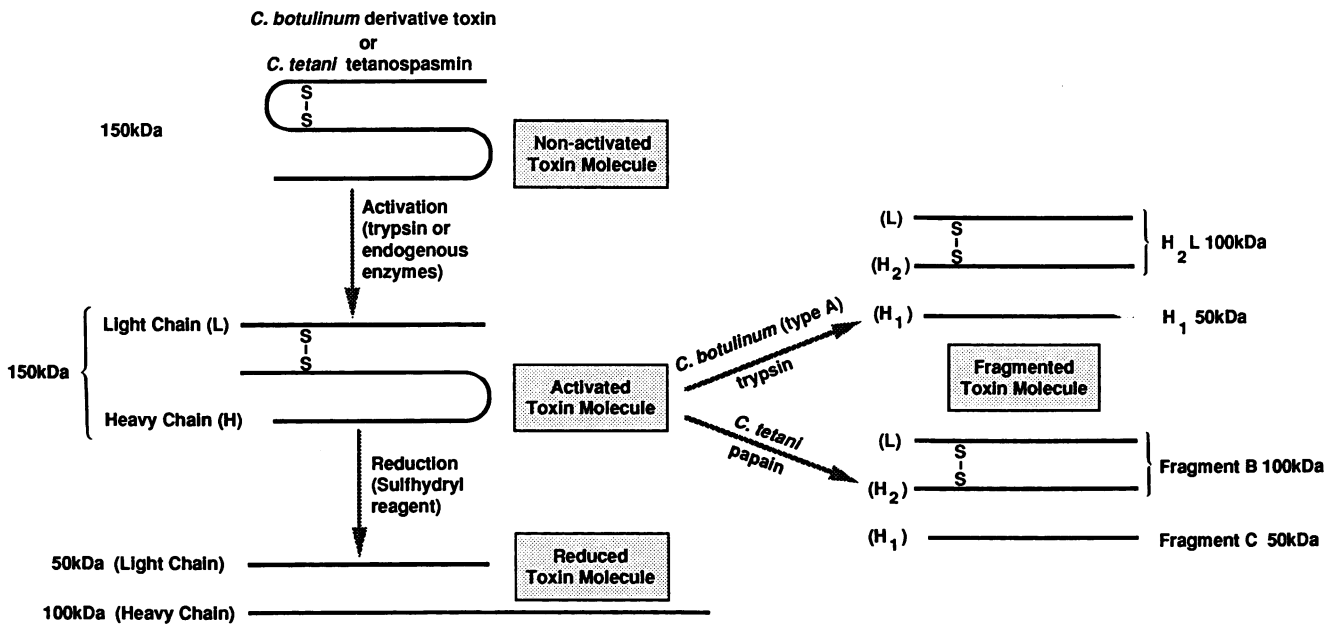 C. botulinum derivative toxin
or
C. tetani tetanospasmin
S
S
150kDa
Non-activated
Toxin Molecule
Activation
(trypsin or
endogenous
enzymes)
Light Chain (L)
S
S
150kDa
Heavy Chain (H)
Activated
Toxin Molecule
Reduction
(Sulfhydryl
reagent)
50kDa (Light Chain)
Reduced
Toxin Molecule
100kDa (Heavy Chain)
C. botulinum (type A)
trypsin
C. tetani
papain
(L)
S
S
(H2)
H2L 100kDa
(H1)
H1 50kDa
Fragmented
Toxin Molecule
(L)
S
S
(H2)
Fragment B 100kDa
(H1)
Fragment C 50kDa